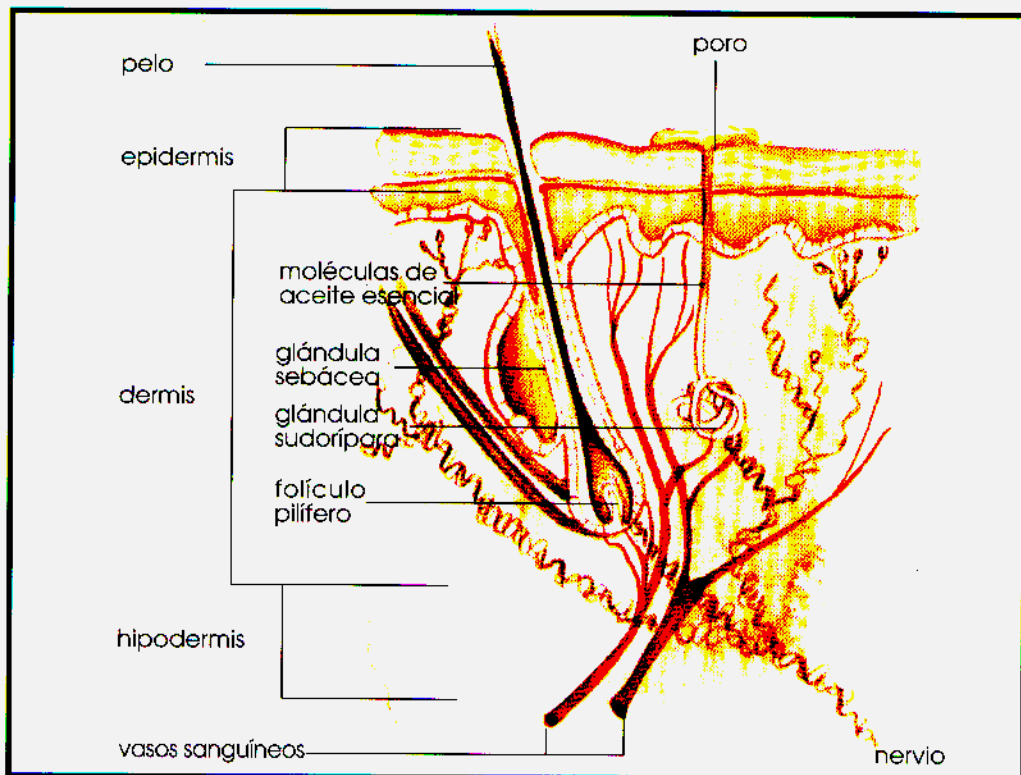 pelo
poro
epidermis
moléculas de
aceite esencial
glándula
sebácea
dermis
glándula
sudorípara
folículo
pilífero
hipodermis
vasos sanguíneos
nervio